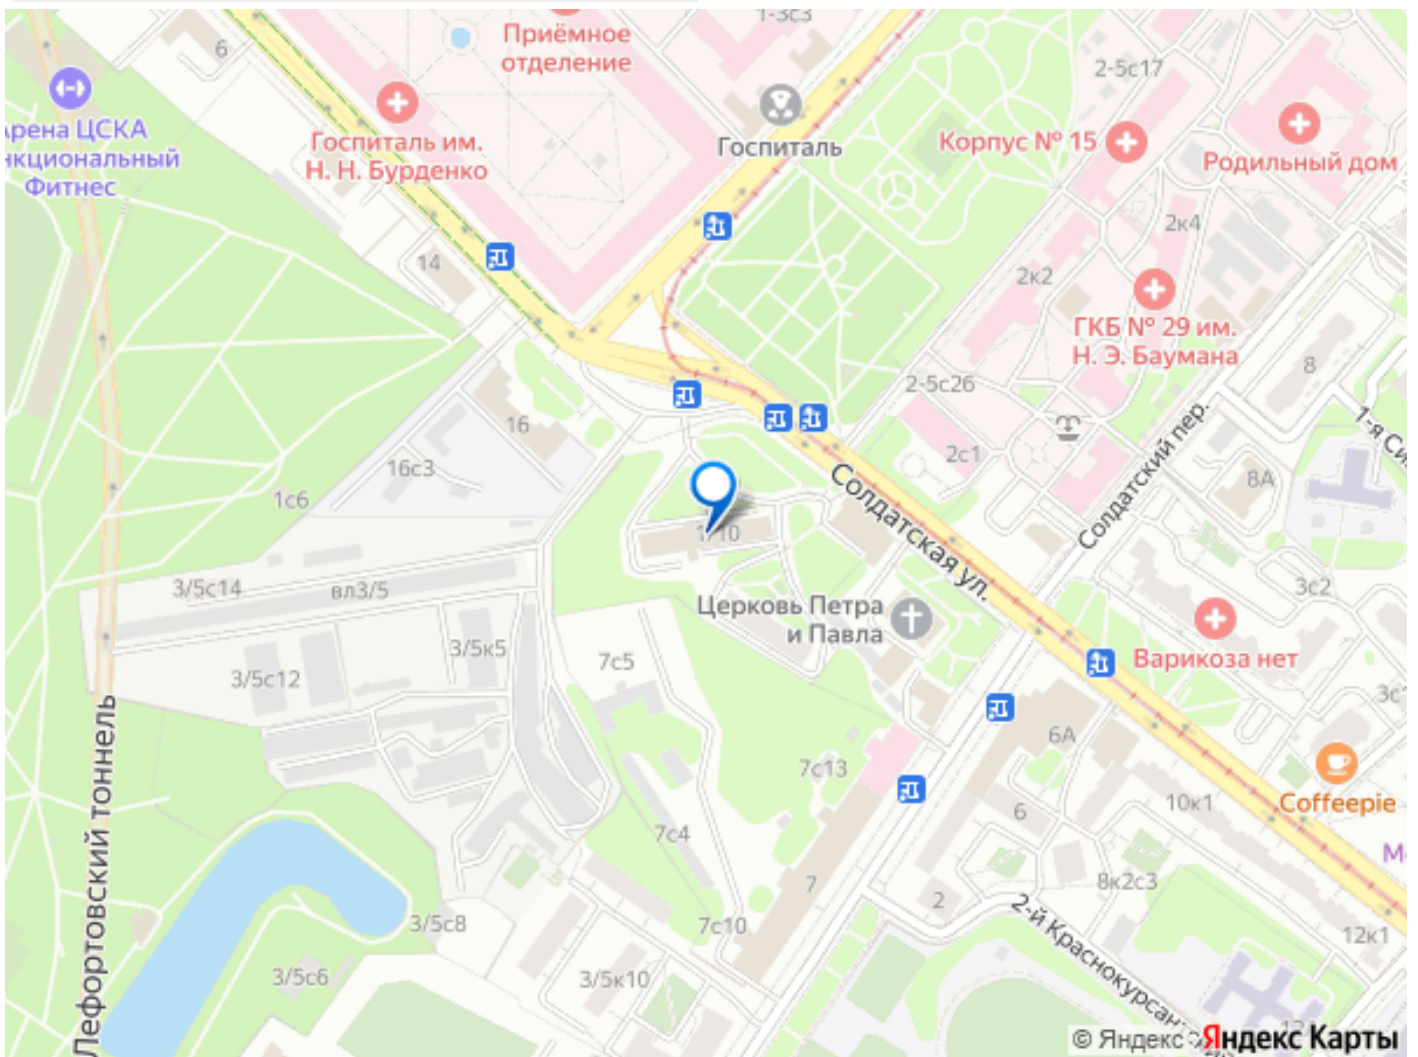 6
Приёмное
отделение
1-3с3
2-5с17
Арена ЦСКА
нкциональный
Фитнес
Госпиталь им.
Н. Н. Бурденко
Госпиталь
Корпус № 15
Родильный дом
2к4
14
2к2
ГКБ № 29 им.
Н. Э. Баумана
8
2-5с26
16
1-я Си
Солдатский пер.
16с3
2с1
8А
1с6
Солдатская ул.
1/10
3/5с14
вл3/5
3с2
Церковь Петра
и Павла
3/5к5
7с5
Варикоза нет
3/5с12
3с1
Лефортовский тоннель
6А
7с13
Coffeepie
10к1
6
7с4
М
7
8к2с3
2
2-й Краснокурсан
3/5с8
7с10
12к1
3/5с6
3/5к10
© Яндекс Яндекс Карты